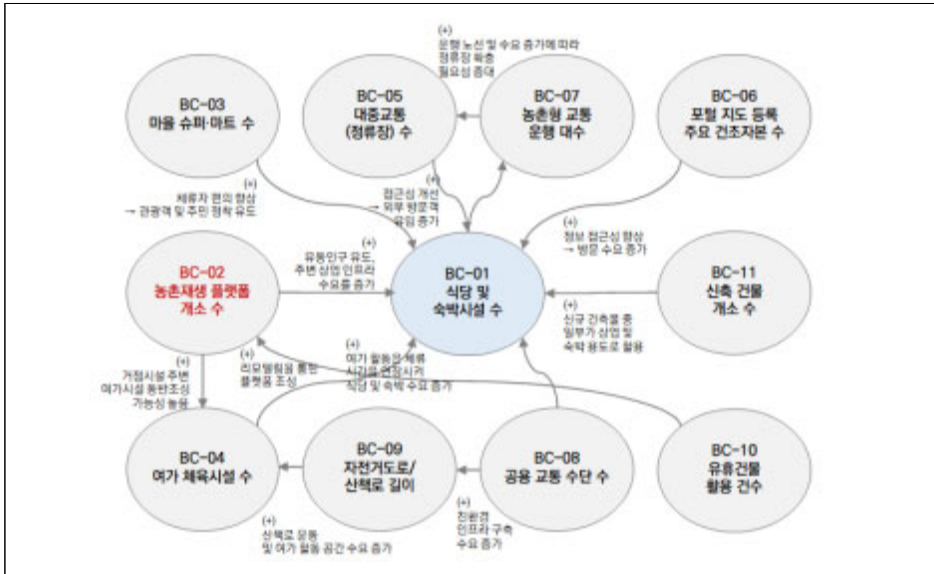 (+)
운행 노선 및 수요 증가에 따라
정류장 확충
필요성 증대
BC-03
마을 슈퍼·마트 수
BC-05
대중교통
(정류장) 수
BC-07
농촌형 교통
운행 대수
BC-06
포털 지도 등록
주요 건조자본 수
(+)
체류자 편의 향상
→ 관광객 및 주민 정착 유도
(+)
접근성 개선
→ 외부 방문객
유입 증가
(+)
정보 접근성 향상
→ 방문 수요 증가
BC-02
농촌재생 플랫폼
개소 수
(+)
유동인구 유도,
주변 상업 인프라
수요를 증가
BC-01
식당 및
숙박시설 수
BC-11
신축 건물
개소 수
(+)
신규 건축물 중
일부가 상업 및
숙박 용도로 활용
(+)
거점시설 주변
여가시설 동반조성
가능성 높음
(+)
리모델링을 통한
플랫폼 조성
(+)
여가 활동은 체류
시간을 연장시켜
식당 및 숙박 수요 증가
BC-04
여가 체육시설 수
BC-09
자전거도로/
산책로 길이
BC-08
공용 교통 수단 수
BC-10
유휴건물
활용 건수
(+)
산책로 운동
및 여가 활동 공간 수요 증가
(+)
친환경
인프라 구축
수요 증가